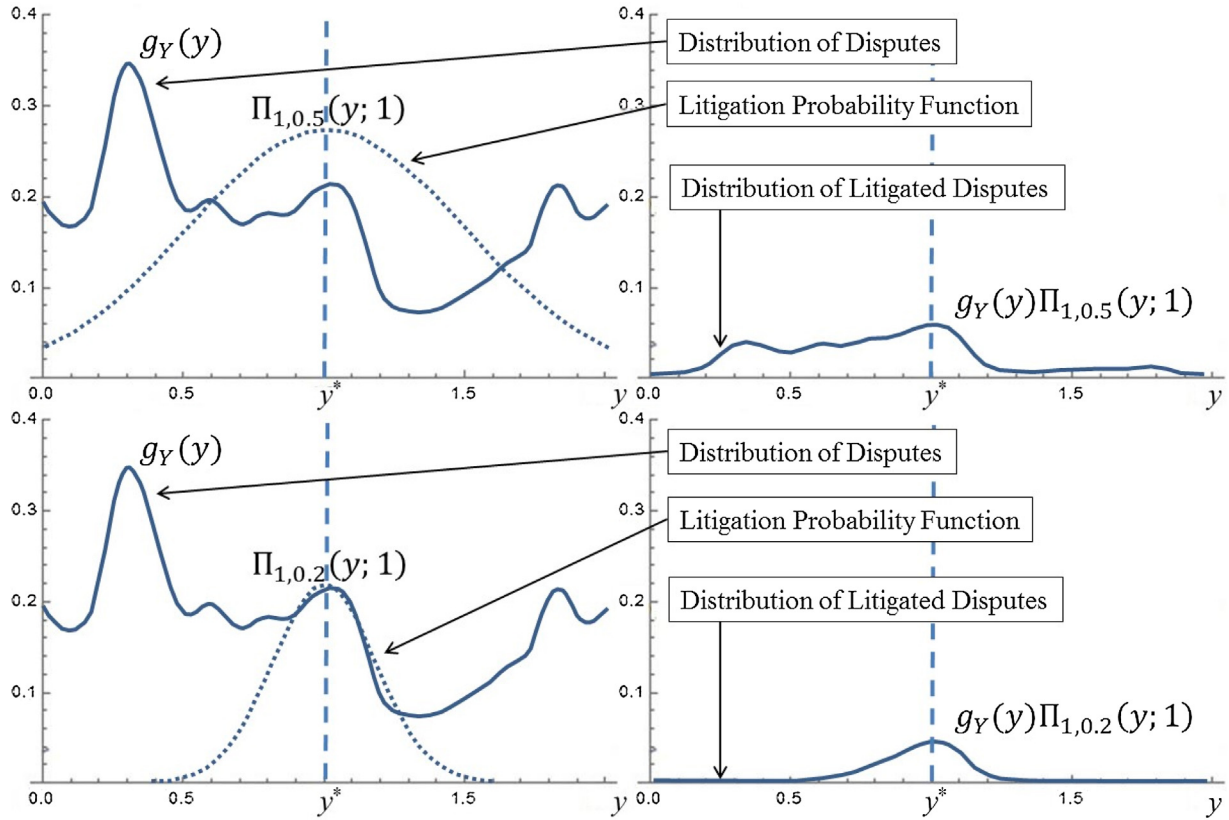 0.4
g_Y(y)
Distribution of Disputes
0.3
Π_{1,0.5}(y; 1)
Litigation Probability Function
0.2
Distribution of Litigated Disputes
0.1
0.0
0.5
y*
1.5
y
0.4
0.3
0.2
0.1
g_Y(y)Π_{1,0.5}(y; 1)
0.0
0.5
y*
1.5
y
0.4
g_Y(y)
Distribution of Disputes
0.3
Litigation Probability Function
Π_{1,0.2}(y; 1)
0.2
Distribution of Litigated Disputes
0.1
0.0
0.5
y*
1.5
y
0.4
0.3
0.2
0.1
g_Y(y)Π_{1,0.2}(y; 1)
0.0
0.5
y*
1.5
y